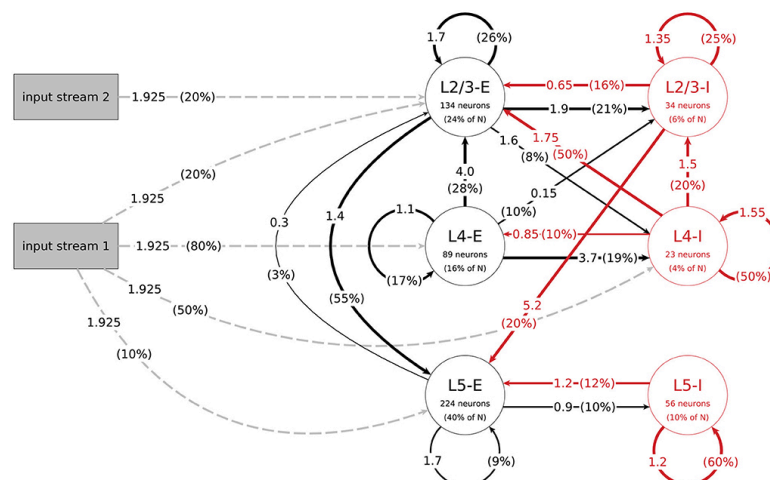 1.7 (26%)
1.35 (25%)
L2/3-E
134 neurons
(24% of N)
0.65 (16%)
1.9 (21%)
L2/3-I
34 neurons
(6% of N)
input stream 2
1.925 (20%)
1.6
(8%)
1.75
(50%)
(20%)
1.925
4.0
(28%)
0.15
(10%)
1.5
(20%)
0.3
(3%)
1.4
(55%)
1.1
(17%)
input stream 1
1.925 (80%)
L4-E
89 neurons
(16% of N)
0.85 (10%)
3.7 (19%)
L4-I
23 neurons
(4% of N)
1.55
(50%)
1.925
(50%)
1.925
(10%)
5.2
(20%)
L5-E
224 neurons
(40% of N)
1.2 (12%)
0.9 (10%)
L5-I
56 neurons
(10% of N)
1.7 (9%)
1.2 (60%)